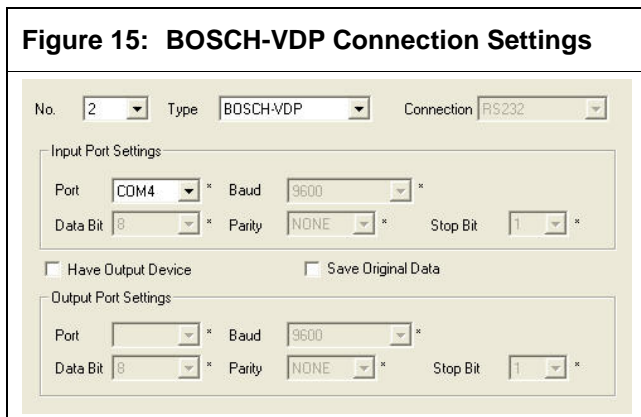 Figure 15: BOSCH-VDP Connection Settings
No. 2 Type BOSCH-VDP Connection RS232
Input Port Settings
Port COM4 * Baud 9600 *
Data Bit 8 * Parity NONE * Stop Bit 1 *
Have Output Device Save Original Data
Output Port Settings
Port * Baud 9600 *
Data Bit 8 * Parity NONE * Stop Bit 1 *